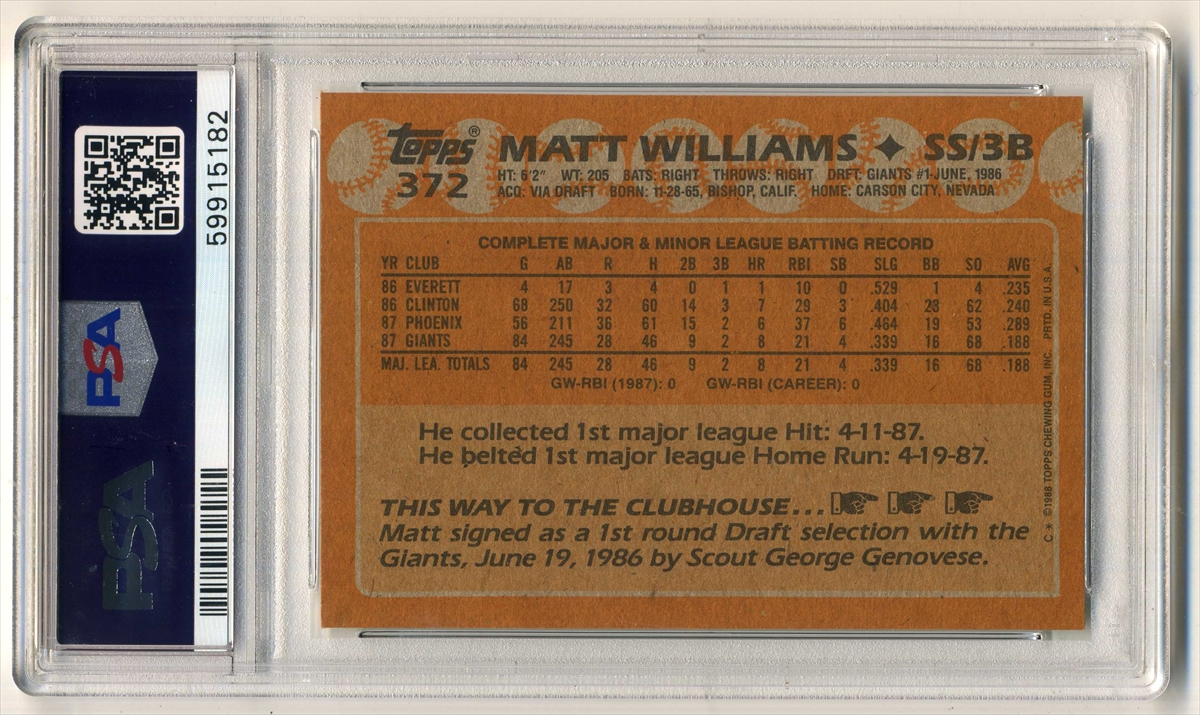 PSA
PSA
59915182
topps®
372
MATT WILLIAMS ✦ SS/3B
HT: 6'2" WT: 205 BATS: RIGHT THROWS: RIGHT DRFT: GIANTS #1-JUNE, 1986
ACQ: VIA DRAFT BORN: 11-28-65, BISHOP, CALIF. HOME: CARSON CITY, NEVADA
COMPLETE MAJOR & MINOR LEAGUE BATTING RECORD
YR CLUB G AB R H 2B 3B HR RBI SB SLG BB SO AVG
86 EVERETT 4 17 3 4 0 1 1 10 0 .529 1 4 .235
86 CLINTON 68 250 32 60 14 3 7 29 3 .404 23 62 .240
87 PHOENIX 56 211 36 61 15 2 6 37 6 .464 19 53 .289
87 GIANTS 84 245 28 46 9 2 8 21 4 .339 16 68 .188
MAJ. LEA. TOTALS 84 245 28 46 9 2 8 21 4 .339 16 68 .188
GW-RBI (1987): 0 GW-RBI (CAREER): 0
He collected 1st major league Hit: 4-11-87.
He belted 1st major league Home Run: 4-19-87.
THIS WAY TO THE CLUBHOUSE...
Matt signed as a 1st round Draft selection with the
Giants, June 19, 1986 by Scout George Genovese.
C * © 1988 TOPPS CHEWING GUM, INC. PRTD. IN U.S.A.